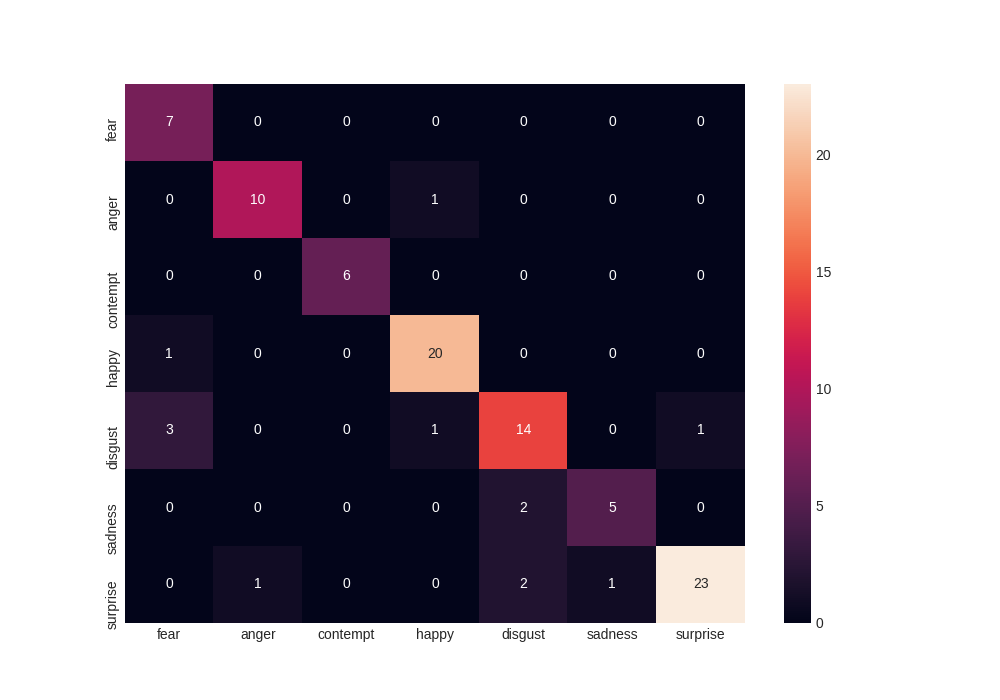 fear 7 0 0 0 0 0 0
anger 0 10 0 1 0 0 0
contempt 0 0 6 0 0 0 0
happy 1 0 0 20 0 0 0
disgust 3 0 0 1 14 0 1
sadness 0 0 0 0 2 5 0
surprise 0 1 0 0 2 1 23
fear anger contempt happy disgust sadness surprise
20
15
10
5
0